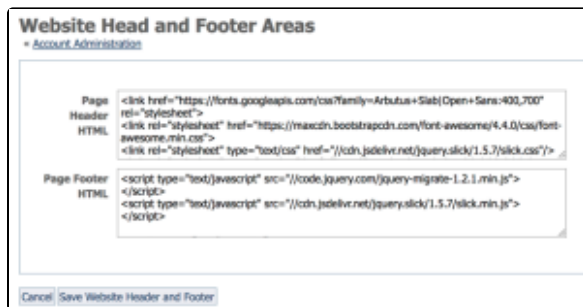 Website Head and Footer Areas
« Account Administration
Page Header HTML
<link href="https://fonts.googleapis.com/css?family=Arbutus+Slab|Open+Sans:400,700"
rel="stylesheet">
<link rel="stylesheet" href="https://maxcdn.bootstrapcdn.com/font-awesome/4.4.0/css/font-
awesome.min.css">
<link rel="stylesheet" type="text/css" href="//cdn.jsdelivr.net/jquery.slick/1.5.7/slick.css"/>
Page Footer HTML
<script type="text/javascript" src="//code.jquery.com/jquery-migrate-1.2.1.min.js">
</script>
<script type="text/javascript" src="//cdn.jsdelivr.net/jquery.slick/1.5.7/slick.min.js">
</script>
Cancel Save Website Header and Footer